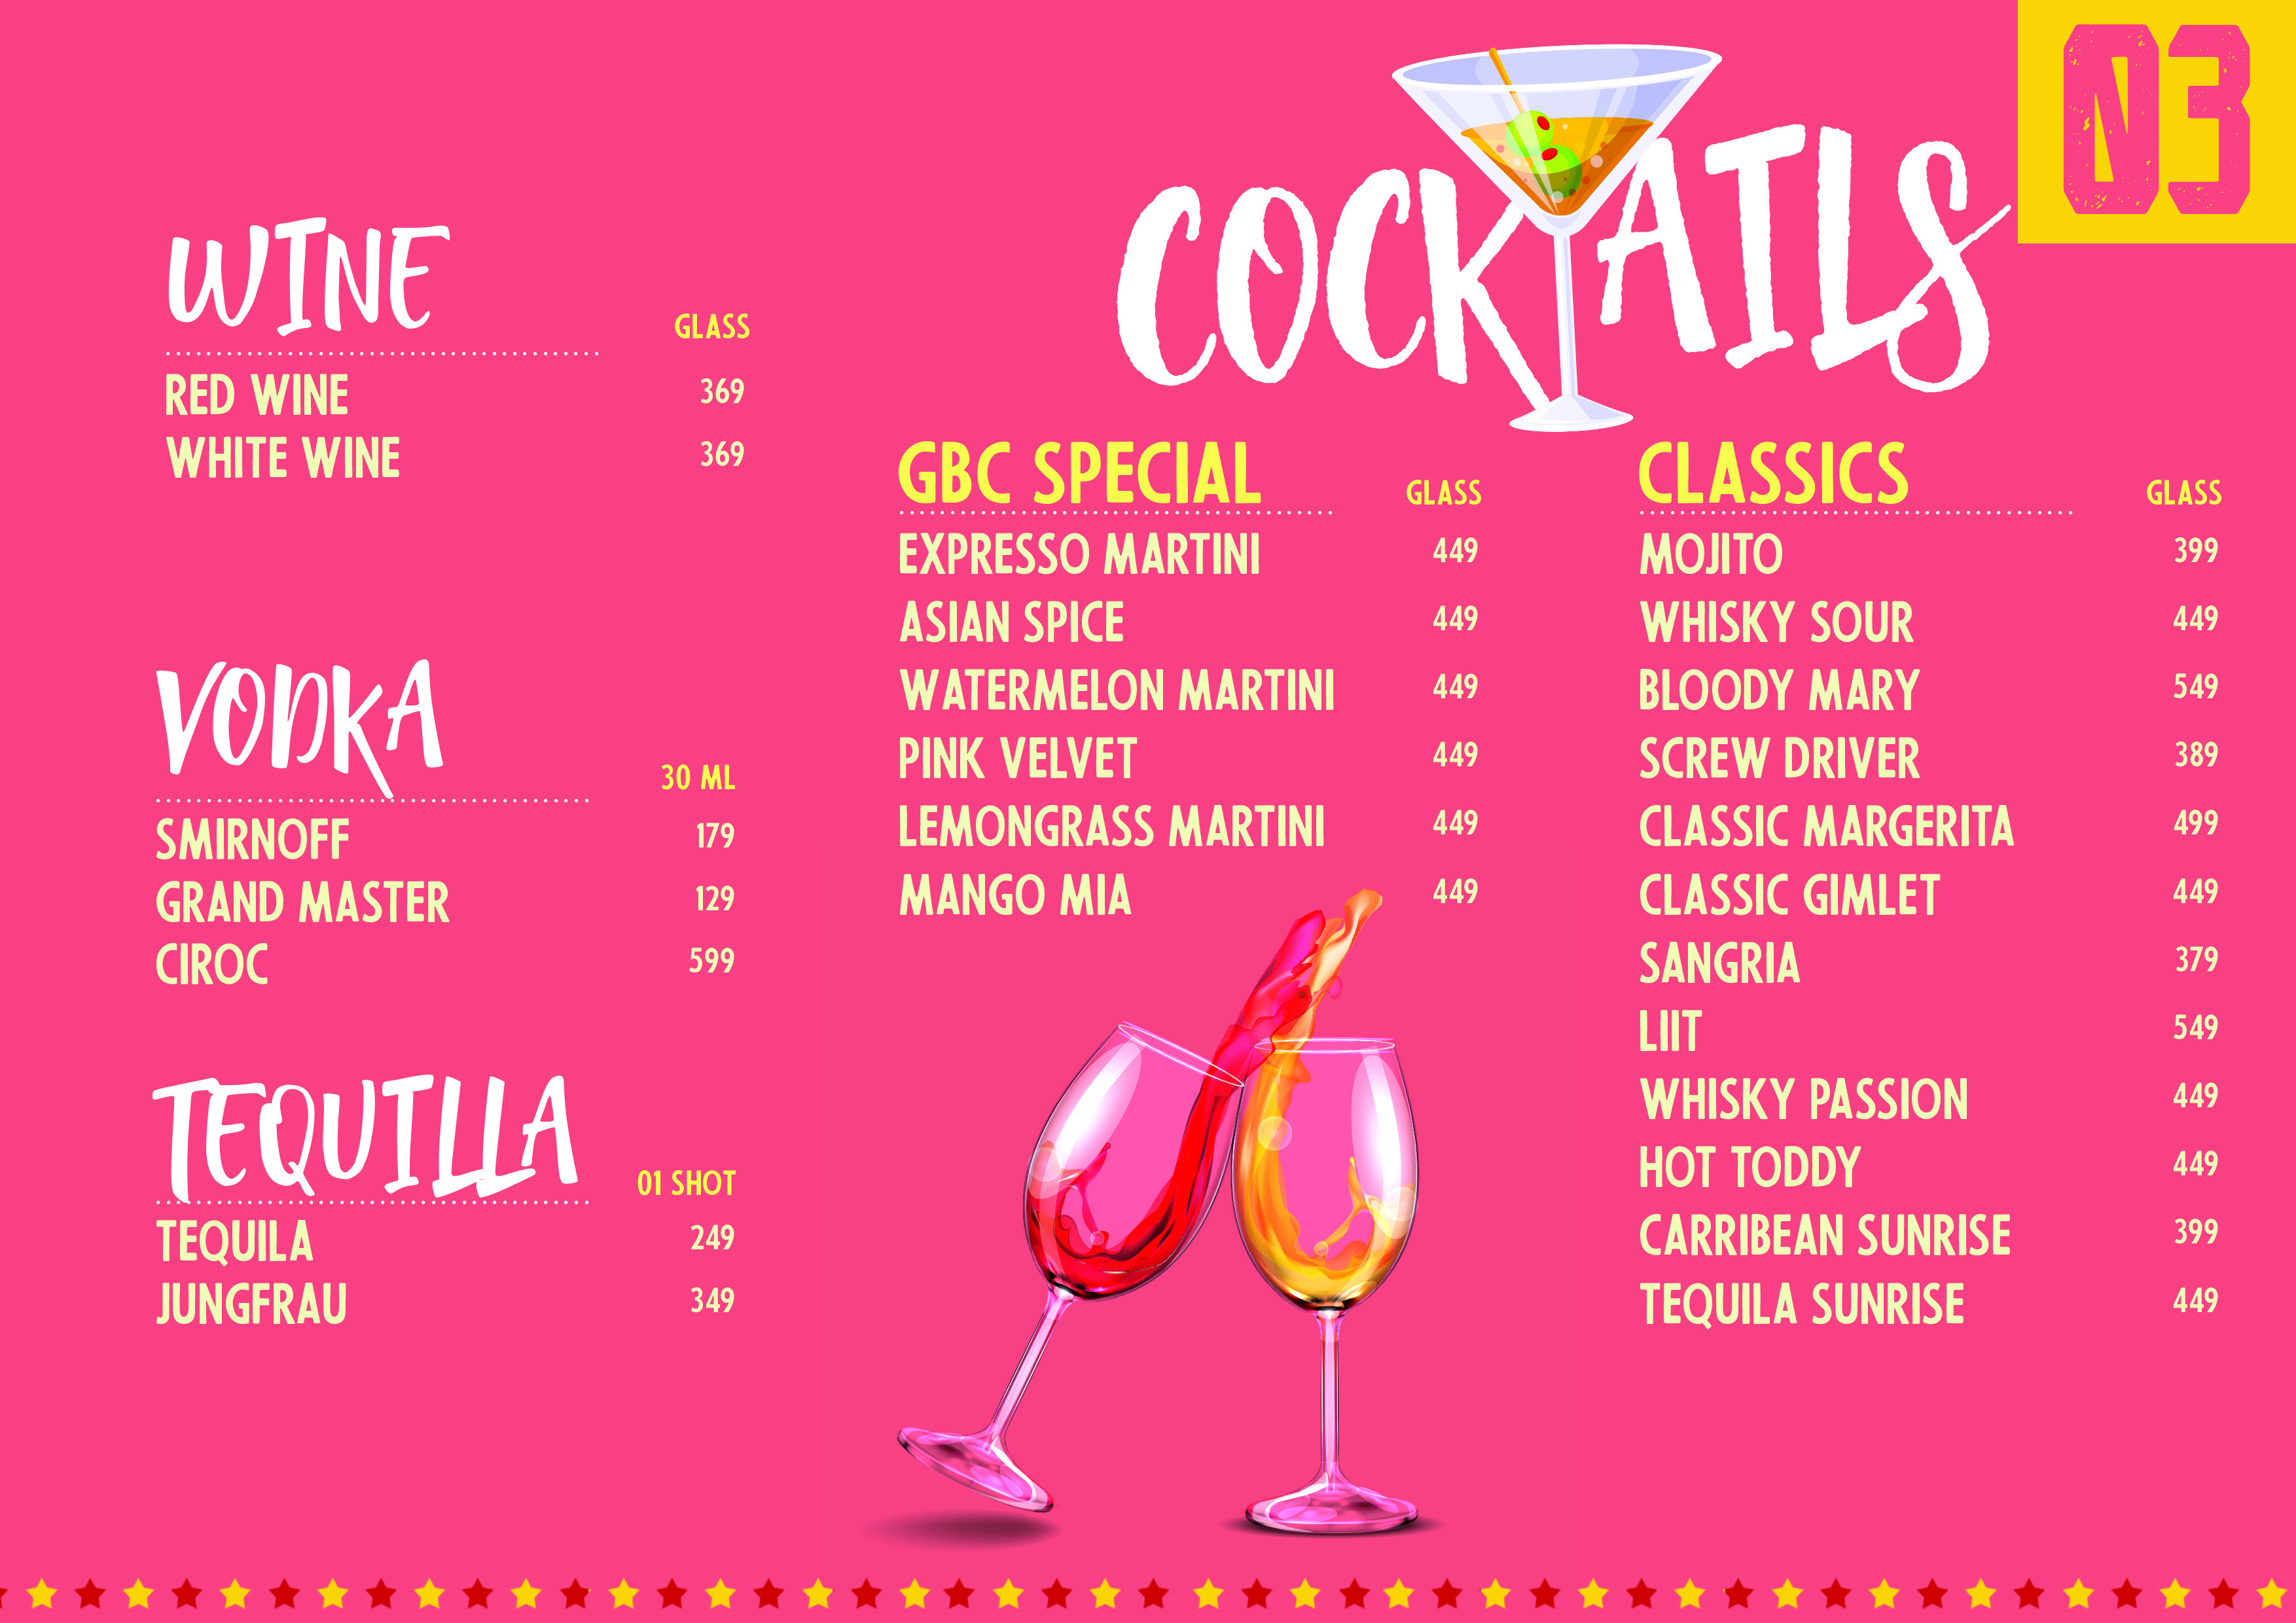 03
WINE
GLASS
RED WINE 369
WHITE WINE 369
VODKA
30 ML
SMIRNOFF 179
GRAND MASTER 129
CIROC 599
TEQUILLA
01 SHOT
TEQUILA 249
JUNGFRAU 349
COCKTAILS
GBC SPECIAL GLASS
EXPRESSO MARTINI 449
ASIAN SPICE 449
WATERMELON MARTINI 449
PINK VELVET 449
LEMONGRASS MARTINI 449
MANGO MIA 449
CLASSICS GLASS
MOJITO 399
WHISKY SOUR 449
BLOODY MARY 549
SCREW DRIVER 389
CLASSIC MARGERITA 499
CLASSIC GIMLET 449
SANGRIA 379
LIIT 549
WHISKY PASSION 449
HOT TODDY 449
CARRIBEAN SUNRISE 399
TEQUILA SUNRISE 449